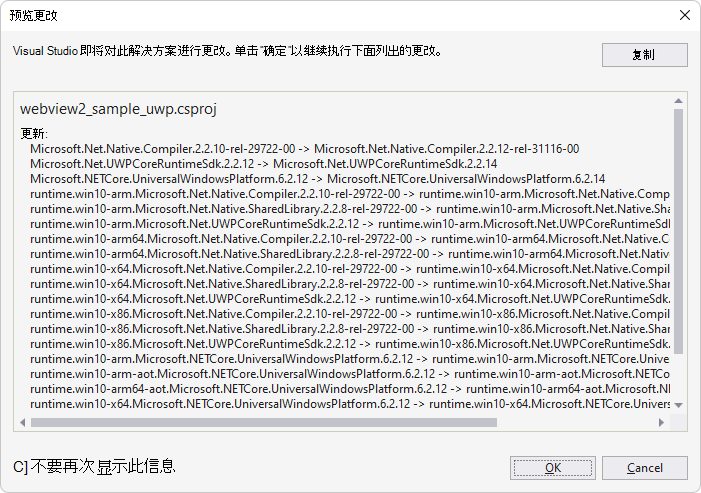 预览更改
Visual Studio 即将对此解决方案进行更改。单击"确定"以继续执行下面列出的更改。
复制
webview2_sample_uwp.csproj
更新:
Microsoft.Net.Native.Compiler.2.2.10-rel-29722-00 -> Microsoft.Net.Native.Compiler.2.2.12-rel-31116-00
Microsoft.Net.UWPCoreRuntimeSdk.2.2.12 -> Microsoft.Net.UWPCoreRuntimeSdk.2.2.14
Microsoft.NETCore.UniversalWindowsPlatform.6.2.12 -> Microsoft.NETCore.UniversalWindowsPlatform.6.2.14
runtime.win10-arm.Microsoft.Net.Native.Compiler.2.2.10-rel-29722-00 -> runtime.win10-arm.Microsoft.Net.Native.Comp
runtime.win10-arm.Microsoft.Net.Native.SharedLibrary.2.2.8-rel-29722-00 -> runtime.win10-arm.Microsoft.Net.Native.Sha
runtime.win10-arm.Microsoft.Net.UWPCoreRuntimeSdk.2.2.12 -> runtime.win10-arm.Microsoft.Net.UWPCoreRuntimeSd
runtime.win10-arm64.Microsoft.Net.Native.Compiler.2.2.10-rel-29722-00 -> runtime.win10-arm64.Microsoft.Net.Native.C
runtime.win10-arm64.Microsoft.Net.Native.SharedLibrary.2.2.8-rel-29722-00 -> runtime.win10-arm64.Microsoft.Net.Native
runtime.win10-x64.Microsoft.Net.Native.Compiler.2.2.10-rel-29722-00 -> runtime.win10-x64.Microsoft.Net.Native.Compil
runtime.win10-x64.Microsoft.Net.Native.SharedLibrary.2.2.8-rel-29722-00 -> runtime.win10-x64.Microsoft.Net.Native.Sha
runtime.win10-x64.Microsoft.Net.UWPCoreRuntimeSdk.2.2.12 -> runtime.win10-x64.Microsoft.Net.UWPCoreRuntimeSdk.
runtime.win10-x86.Microsoft.Net.Native.Compiler.2.2.10-rel-29722-00 -> runtime.win10-x86.Microsoft.Net.Native.Compil
runtime.win10-x86.Microsoft.Net.Native.SharedLibrary.2.2.8-rel-29722-00 -> runtime.win10-x86.Microsoft.Net.Native.Sha
runtime.win10-x86.Microsoft.Net.UWPCoreRuntimeSdk.2.2.12 -> runtime.win10-x86.Microsoft.Net.UWPCoreRuntimeSdk.
runtime.win10-arm.Microsoft.NETCore.UniversalWindowsPlatform.6.2.12 -> runtime.win10-arm.Microsoft.NETCore.Unive
runtime.win10-arm-aot.Microsoft.NETCore.UniversalWindowsPlatform.6.2.12 -> runtime.win10-arm-aot.Microsoft.NETCo
runtime.win10-arm64-aot.Microsoft.NETCore.UniversalWindowsPlatform.6.2.12 -> runtime.win10-arm64-aot.Microsoft.NE
runtime.win10-x64.Microsoft.NETCore.UniversalWindowsPlatform.6.2.12 -> runtime.win10-x64.Microsoft.NETCore.Univers
C] 不要再次显示此信息
OK
Cancel